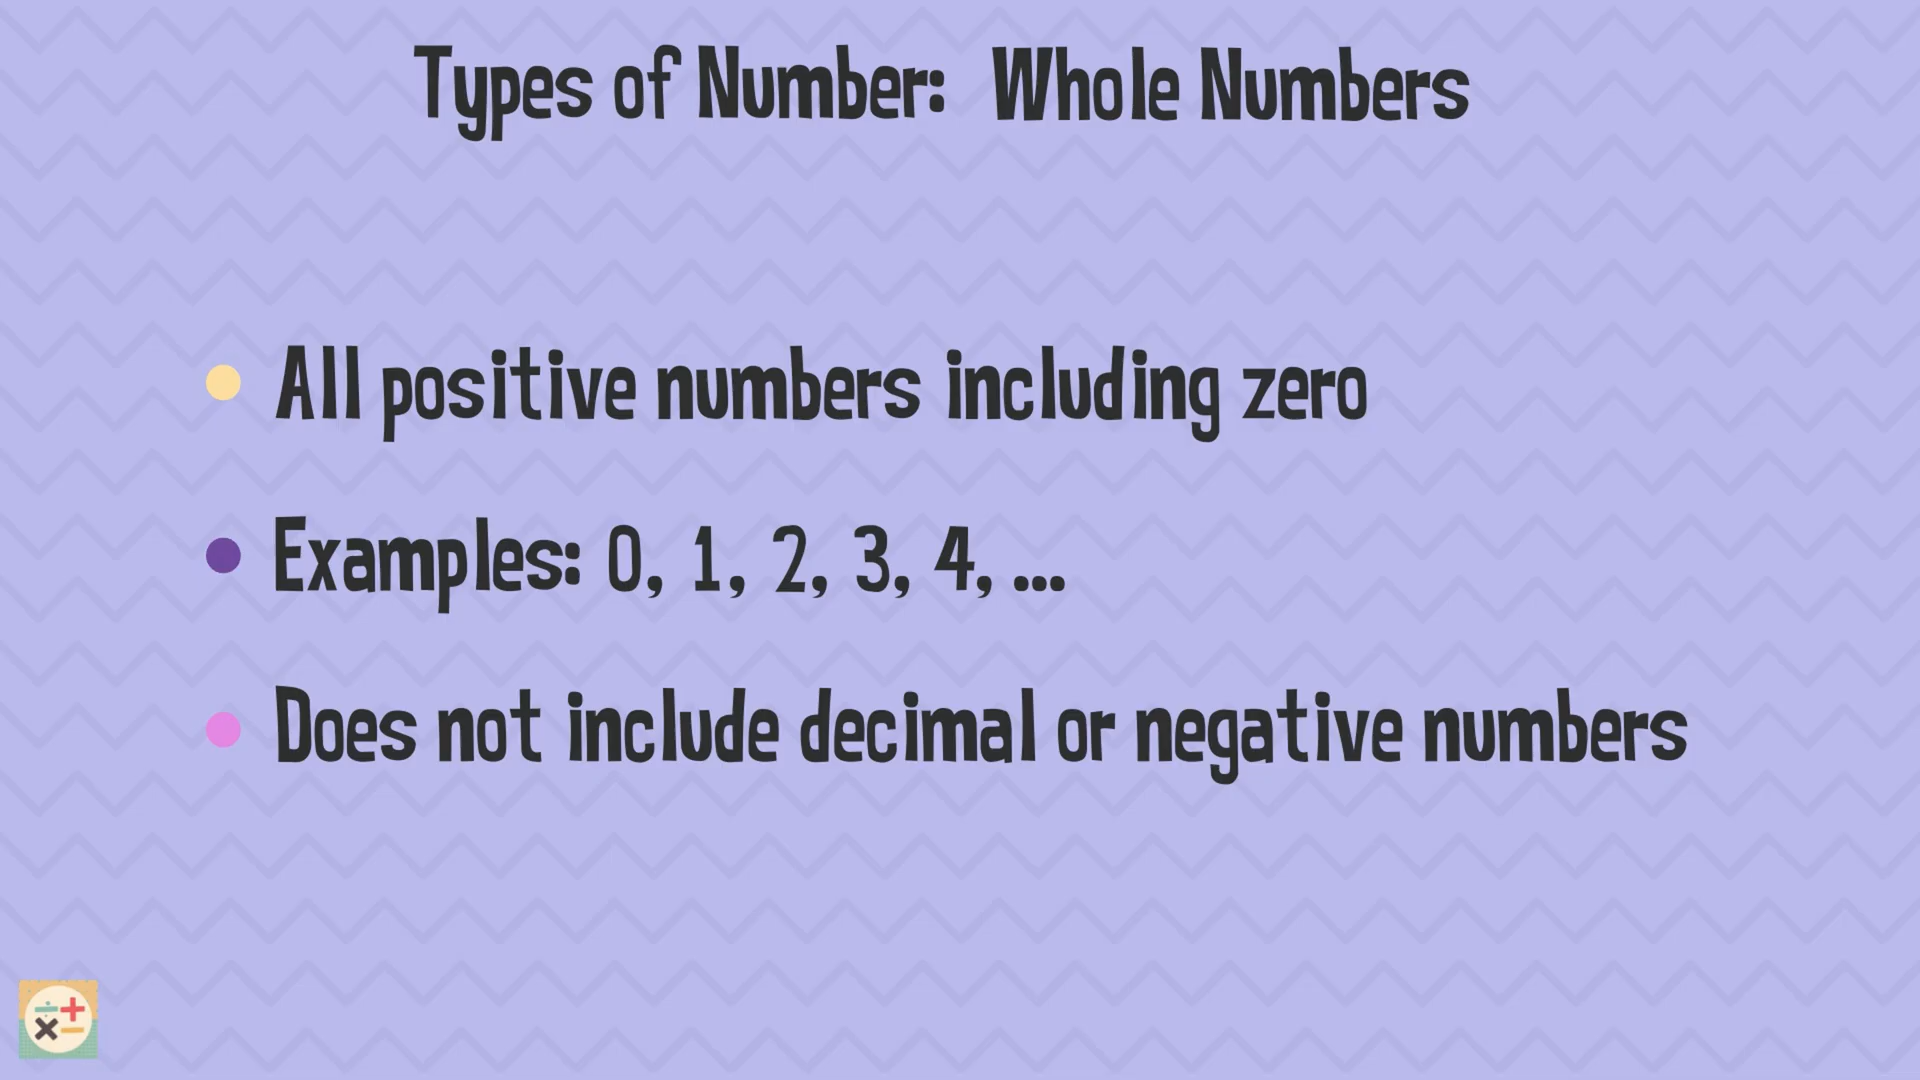 Types of Number: Whole Numbers
All positive numbers including zero
Examples: 0, 1, 2, 3, 4, ...
Does not include decimal or negative numbers